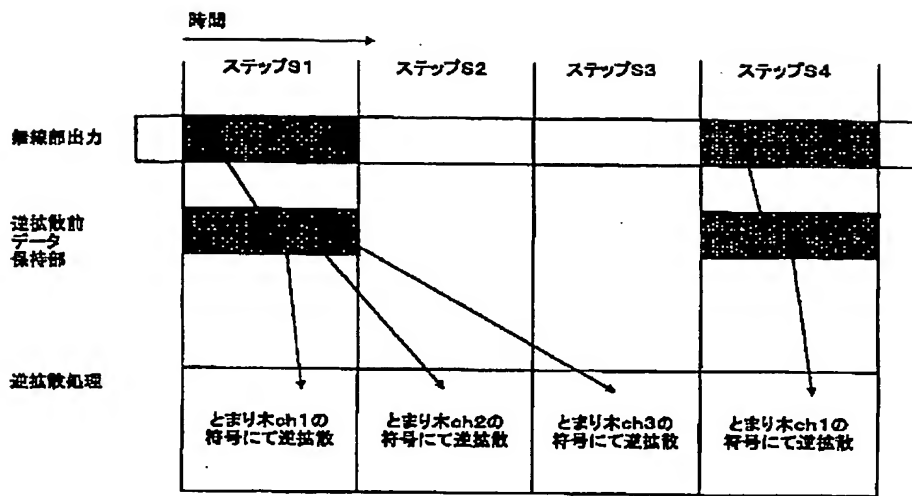 時間
ステップS1
ステップS2
ステップS3
ステップS4
無線部出力
逆拡散前
データ
保持部
逆拡散処理
とまり木ch1の
符号にて逆拡散
とまり木ch2の
符号にて逆拡散
とまり木ch3の
符号にて逆拡散
とまり木ch1の
符号にて逆拡散